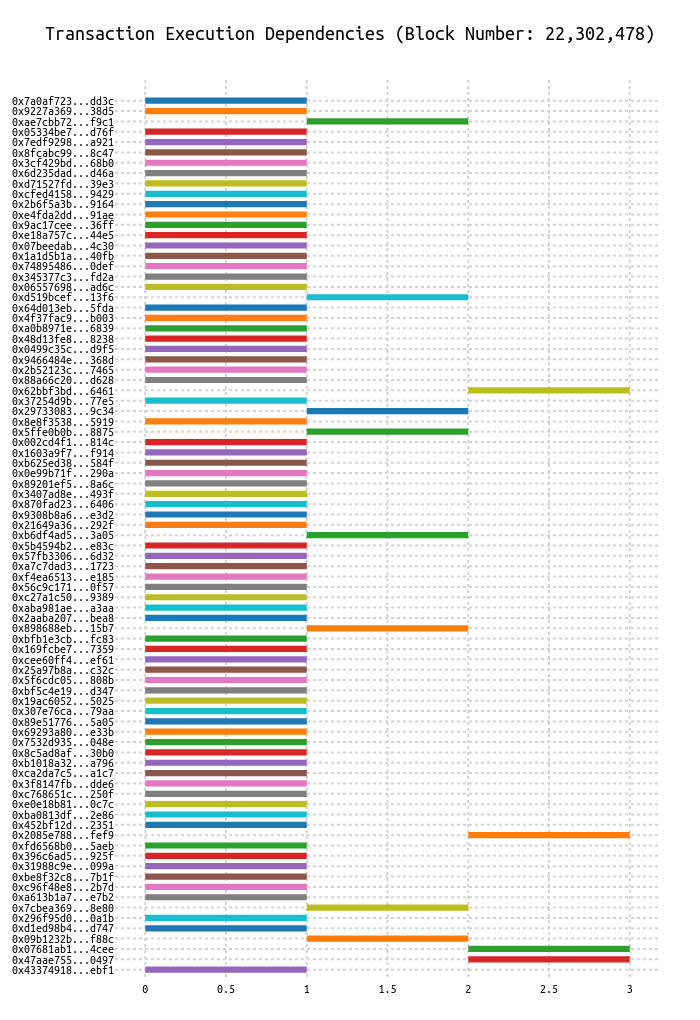 Transaction Execution Dependencies (Block Number: 22,302,478)
0x7a0af723...dd3c
0x9227a369...38d5
0xae7cbb72...f9c1
0x05334be7...d76f
0x7edf9298...a921
0x8fcabc99...8c47
0x3cf429bd...68b0
0x6d235dad...d46a
0xd71527fd...39e3
0xcfed4158...9429
0x2b6f5a3b...9164
0xe4fda2dd...91ae
0x9ac17cee...36ff
0xe18a757c...44e5
0x07beedab...4c30
0x1a1d5b1a...40fb
0x74895486...0def
0x345377c3...fd2a
0x06557698...ad6c
0xd519bcef...13f6
0x64d013eb...5fda
0x4f37fac9...b003
0xa0b8971e...6839
0x48d13fe8...8238
0x0499c35c...d9f5
0x9466484e...368d
0x2b52123c...7465
0x88a66c20...d628
0x62bbf3bd...6461
0x37254d9b...77e5
0x29733083...9c34
0x8e8f3538...5919
0x5ffe0b0b...8875
0x002cd4f1...814c
0x1603a9f7...f914
0xb625ed38...584f
0x0e99b71f...290a
0x89201ef5...8a6c
0x3407ad8e...493f
0x870fad23...6406
0x9308b8a6...e3d2
0x21649a36...292f
0xb6df4ad5...3a05
0x5b4594b2...e83c
0x57fb3306...6d32
0xa7c7dad3...1723
0xf4ea6513...e185
0x56c9c171...0f57
0xc27a1c50...9389
0xaba981ae...a3aa
0x2aaba207...bea8
0x898688eb...15b7
0xbfb1e3cb...fc83
0x169fcbe7...7359
0xcee60ff4...ef61
0x25a97b8a...c32c
0x5f6cdc05...808b
0xbf5c4e19...d347
0x19ac6052...5025
0x307e76ca...79aa
0x89e51776...5a05
0x69293a80...e33b
0x7532d935...048e
0x8c5ad8af...30b0
0xb1018a32...a796
0xca2da7c5...a1c7
0x3f8147fb...dde6
0xc768651c...250f
0xe0e18b81...0c7c
0xba0813df...2e86
0x452bf12d...2351
0x2085e788...fef9
0xfd6568b0...5aeb
0x396c6ad5...925f
0x31988c9e...099a
0xbe8f32c8...7b1f
0xc96f48e8...2b7d
0xa613b1a7...e7b2
0x7cbea369...8e80
0x296f95d0...0a1b
0xd1ed98b4...d747
0x09b1232b...f88c
0x07681ab1...4cee
0x47aae755...0497
0x43374918...ebf1
0 0.5 1 1.5 2 2.5 3